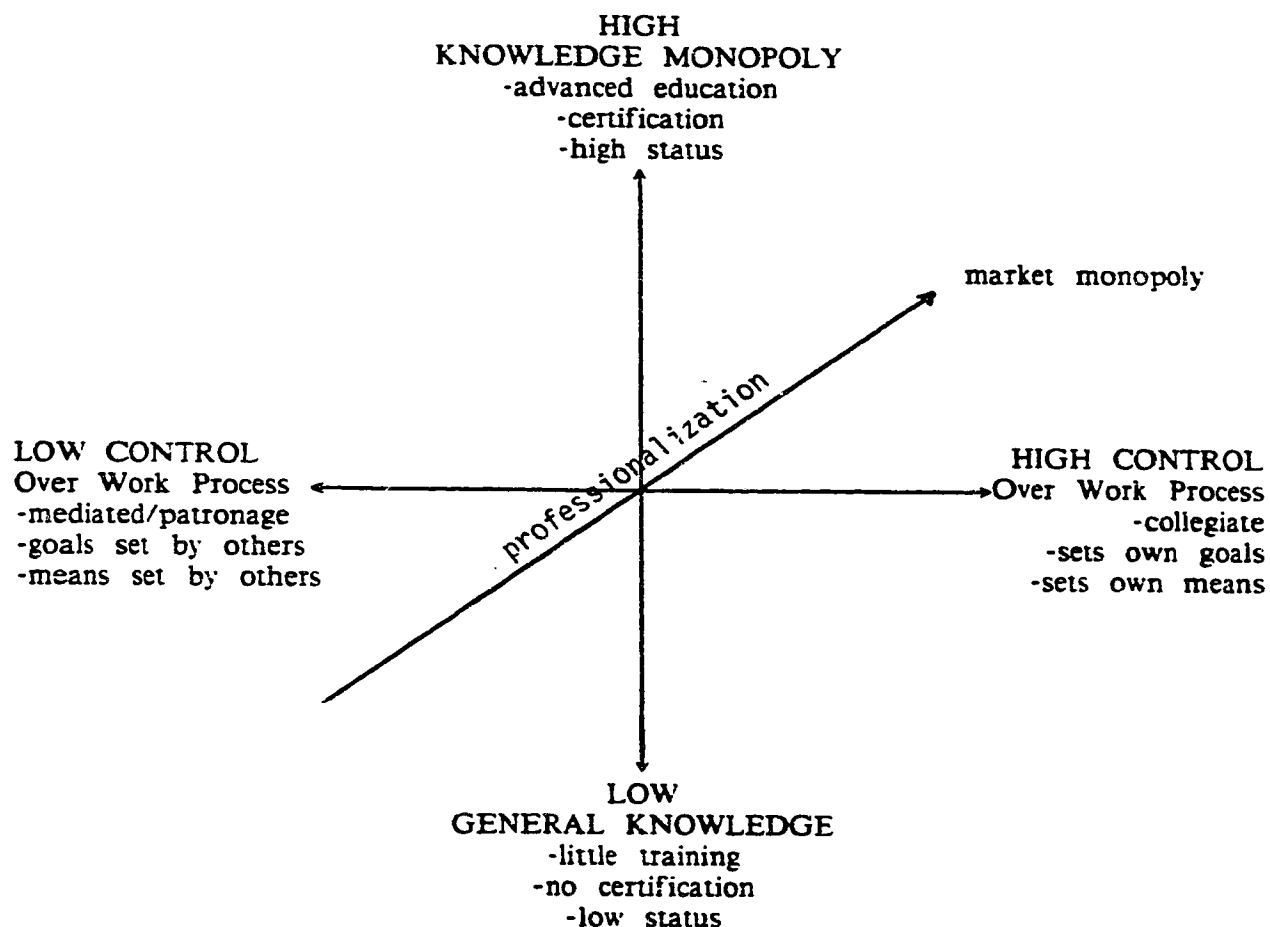 HIGH
KNOWLEDGE MONOPOLY
-advanced education
-certification
-high status
market monopoly
professionalization
LOW CONTROL
Over Work Process
-mediated/patronage
-goals set by others
-means set by others
HIGH CONTROL
Over Work Process
-collegiate
-sets own goals
-sets own means
LOW
GENERAL KNOWLEDGE
-little training
-no certification
-low status